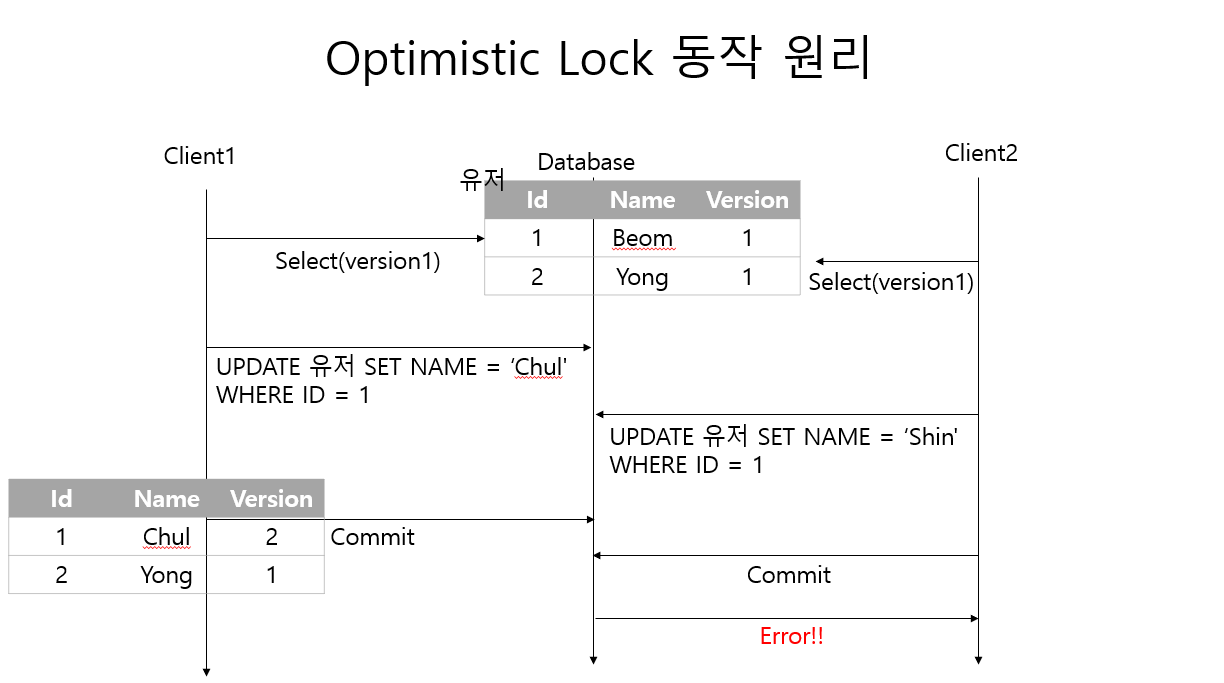 Optimistic Lock 동작 원리
Client1
Database
Client2
유저
Id Name Version
1 Beom 1
2 Yong 1
Select(version1)
Select(version1)
UPDATE 유저 SET NAME = ‘Chul'
WHERE ID = 1
UPDATE 유저 SET NAME = ‘Shin'
WHERE ID = 1
Id Name Version
1 Chul 2
2 Yong 1
Commit
Commit
Error!!